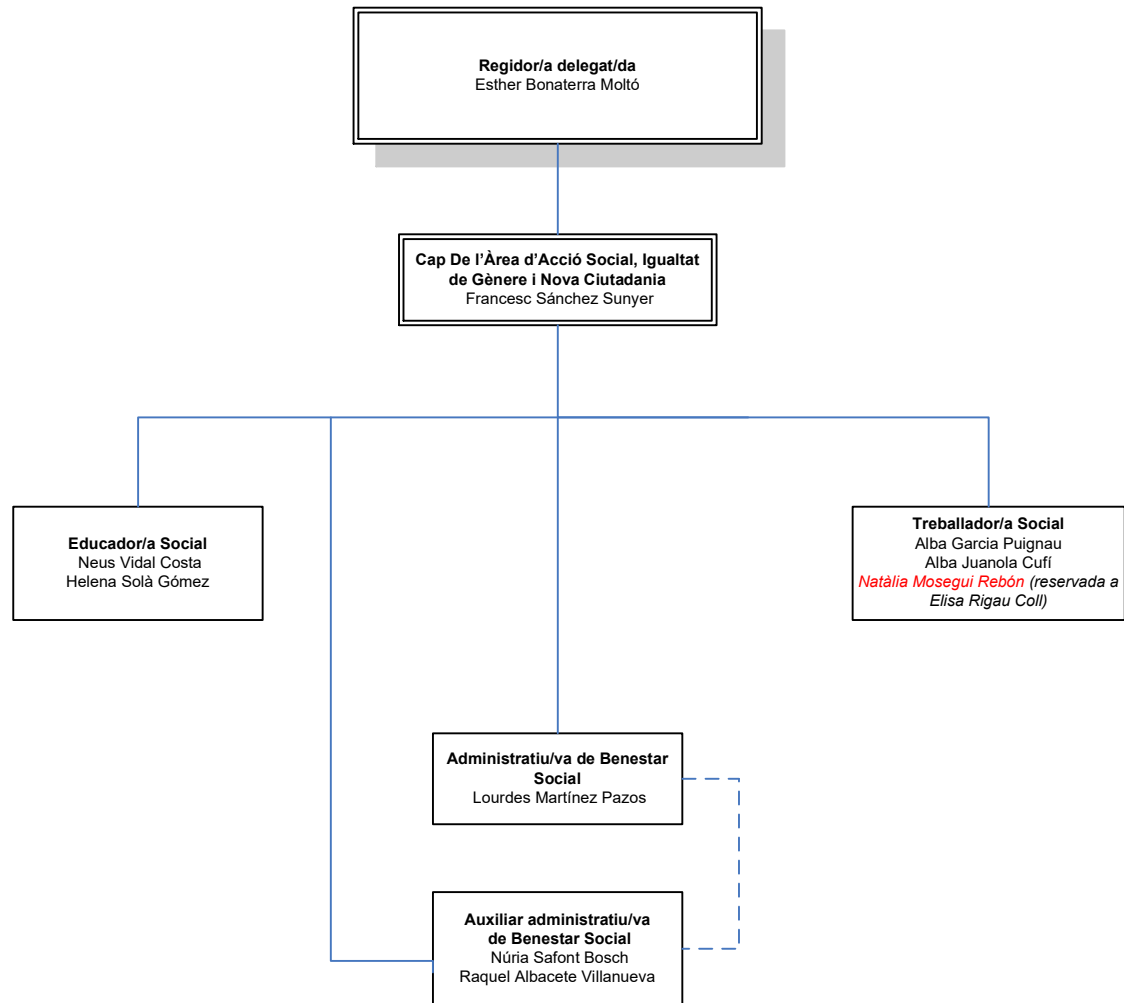 Regidor/a delegat/da
Esther Bonaterra Moltó
Cap De l'Àrea d'Acció Social, Igualtat
de Gènere i Nova Ciutadania
Francesc Sánchez Sunyer
Educador/a Social
Neus Vidal Costa
Helena Solà Gómez
Treballador/a Social
Alba Garcia Puignau
Alba Juanola Cufí
Natàlia Mosegui Rebón (reservada a
Elisa Rigau Coll)
Administratiu/va de Benestar
Social
Lourdes Martínez Pazos
Auxiliar administratiu/va
de Benestar Social
Núria Safont Bosch
Raquel Albacete Villanueva